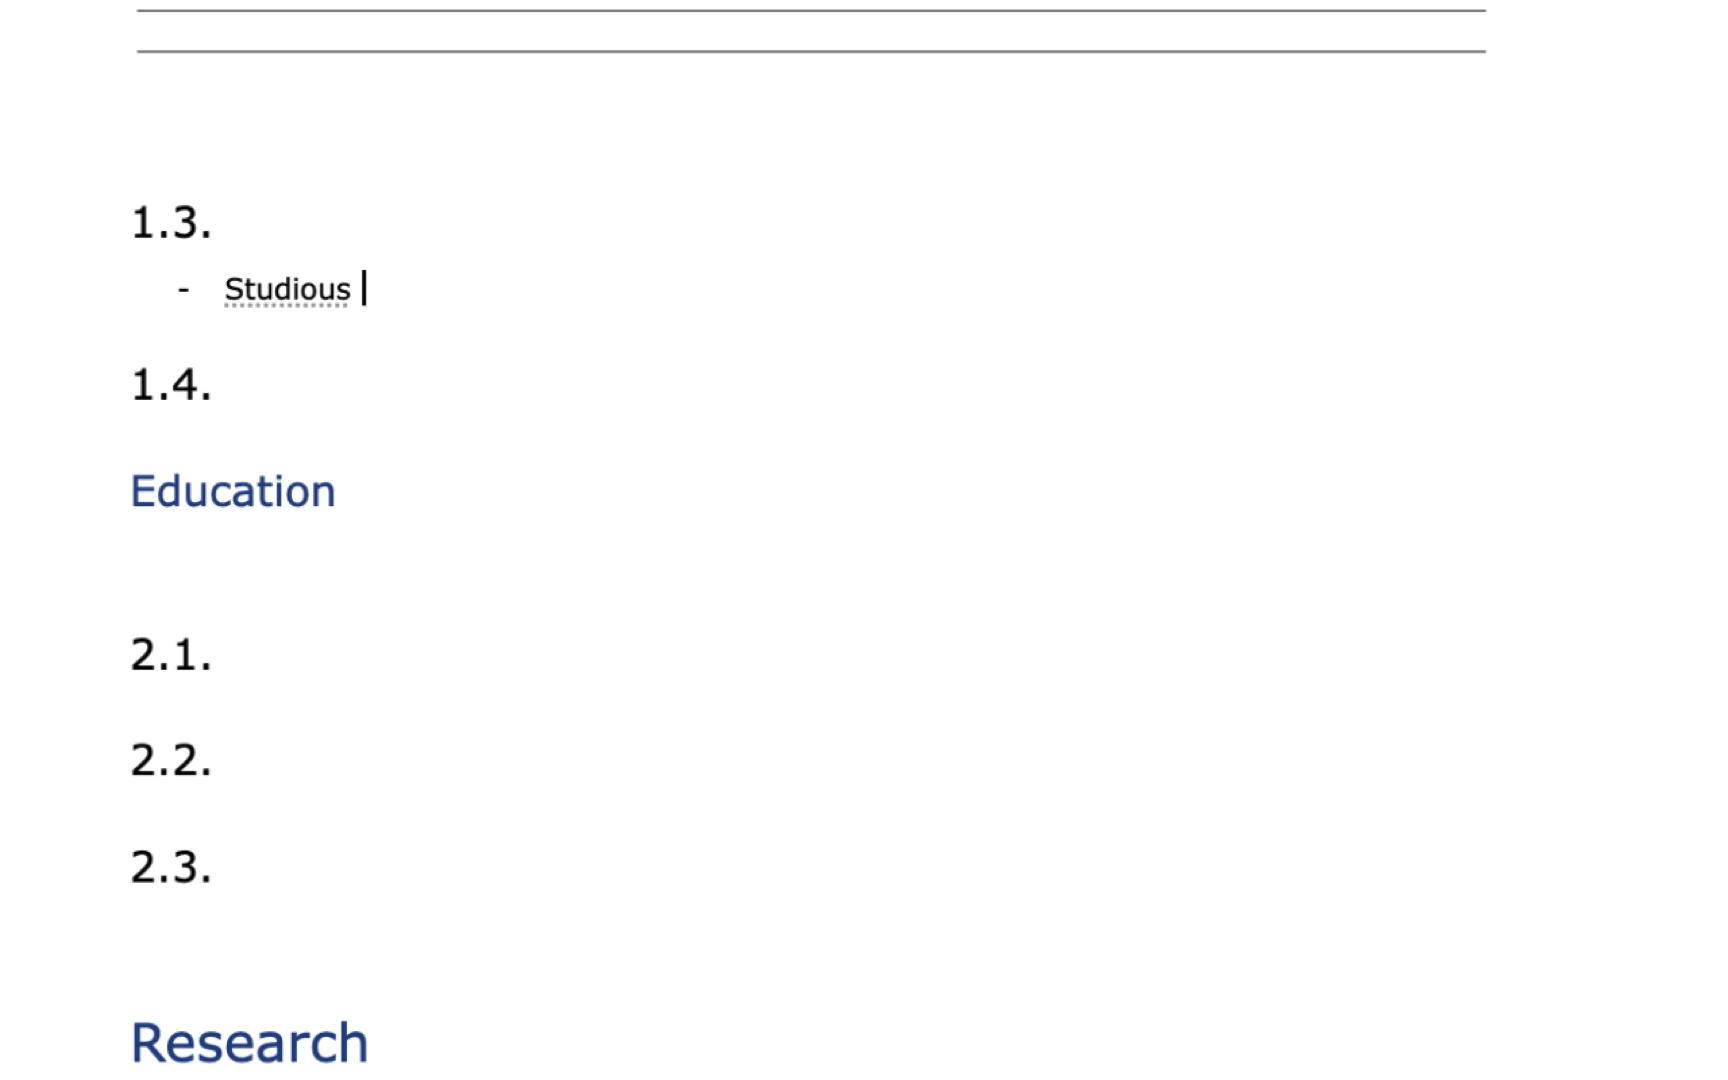 1.3.
- Studious
1.4.
Education
2.1.
2.2.
2.3.
Research